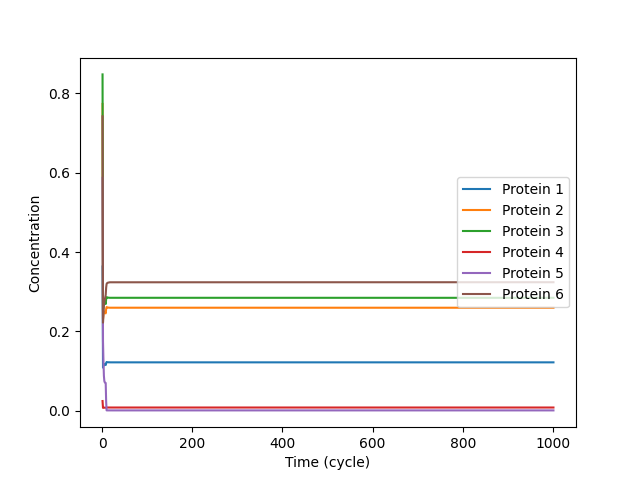 0.8
0.6
0.4
0.2
0.0
Concentration
Protein 1
Protein 2
Protein 3
Protein 4
Protein 5
Protein 6
0 200 400 600 800 1000
Time (cycle)